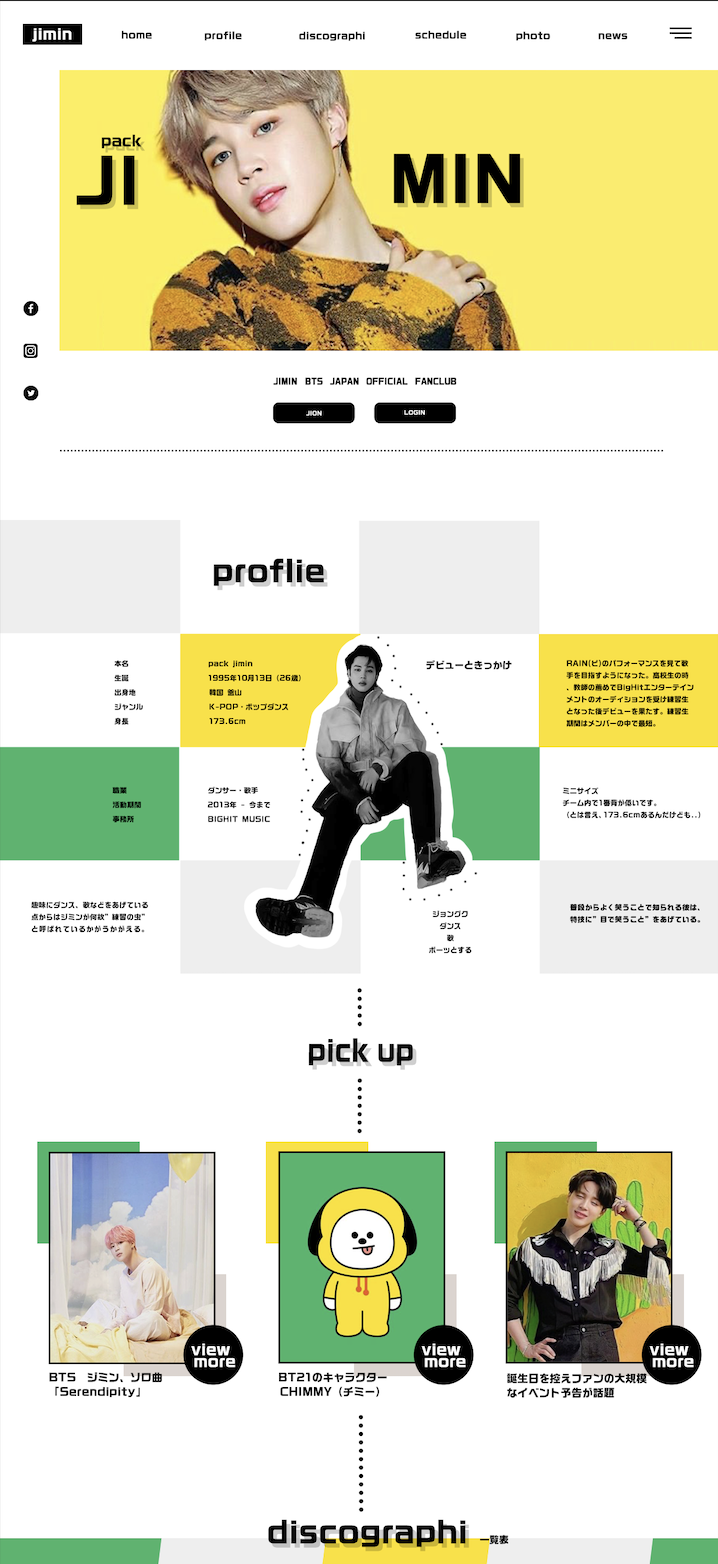 jimin
home
profile
discographi
schedule
photo
news
pack
JI MIN
JIMIN BTS JAPAN OFFICIAL FANCLUB
JION
LOGIN
proflie
本名
生誕
出身地
ジャンル
身長
pack jimin
1995年10月13日（26歳）
韓国 釜山
K-POP・ポップダンス
173.6cm
デビューときっかけ
RAIN(ピ)のパフォーマンスを見て歌
手を目指すようになった。高校生の時
、教師の薦めでBigHitエンターテイン
メントのオーディションを受け練習生
となった後デビューを果たす。練習生
期間はメンバーの中で最短。
職業
活動期間
事務所
ダンサー・歌手
2013年 - 今まで
BIGHIT MUSIC
ミニサイズ
チーム内で1番背が低いです。
（とは言え、173.6cmあるんだけども..）
趣味にダンス、歌などをあげている
点からはジミンが何故”練習の虫”
と呼ばれているかがうかがえる。
ジョングク
ダンス
歌
ボーッとする
普段からよく笑うことで知られる彼は、
特技に”目で笑うこと”をあげている。
pick up
view
more
BTS　ジミン、ソロ曲
「Serendipity」
view
more
BT21のキャラクター
CHIMMY（チミー）
view
more
誕生日を控えファンの大規模
なイベント予告が話題
discographi
一覧表